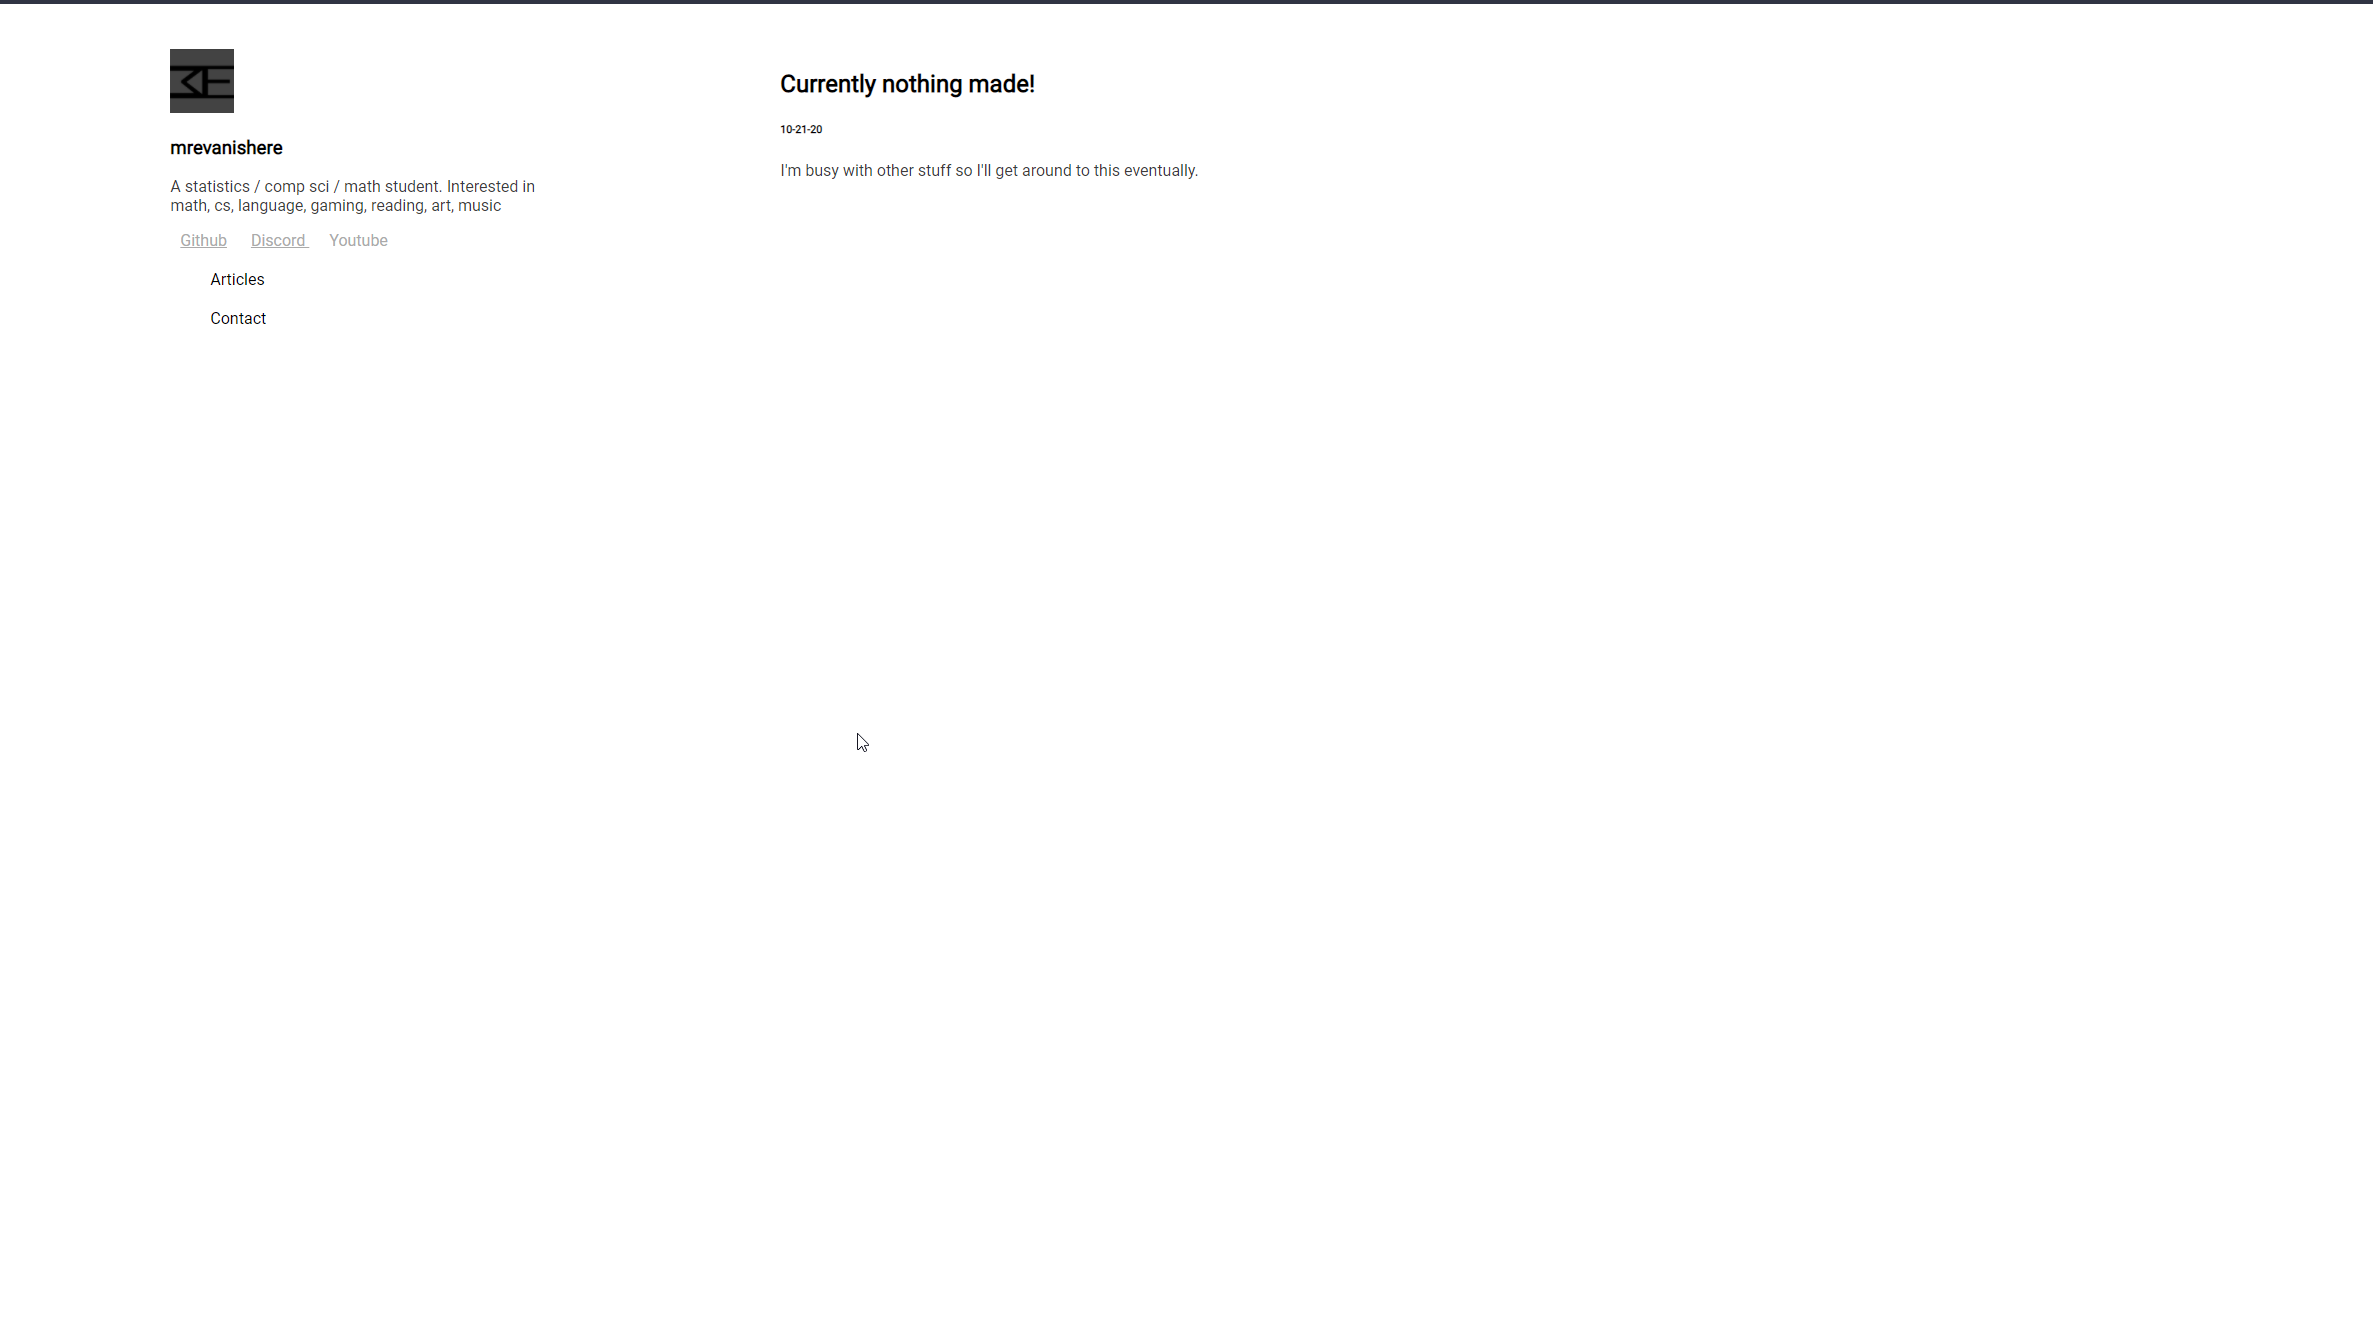 mrevanishere
A statistics / comp sci / math student. Interested in
math, cs, language, gaming, reading, art, music
Github Discord Youtube
Articles
Contact
Currently nothing made!
10-21-20
I'm busy with other stuff so I'll get around to this eventually.